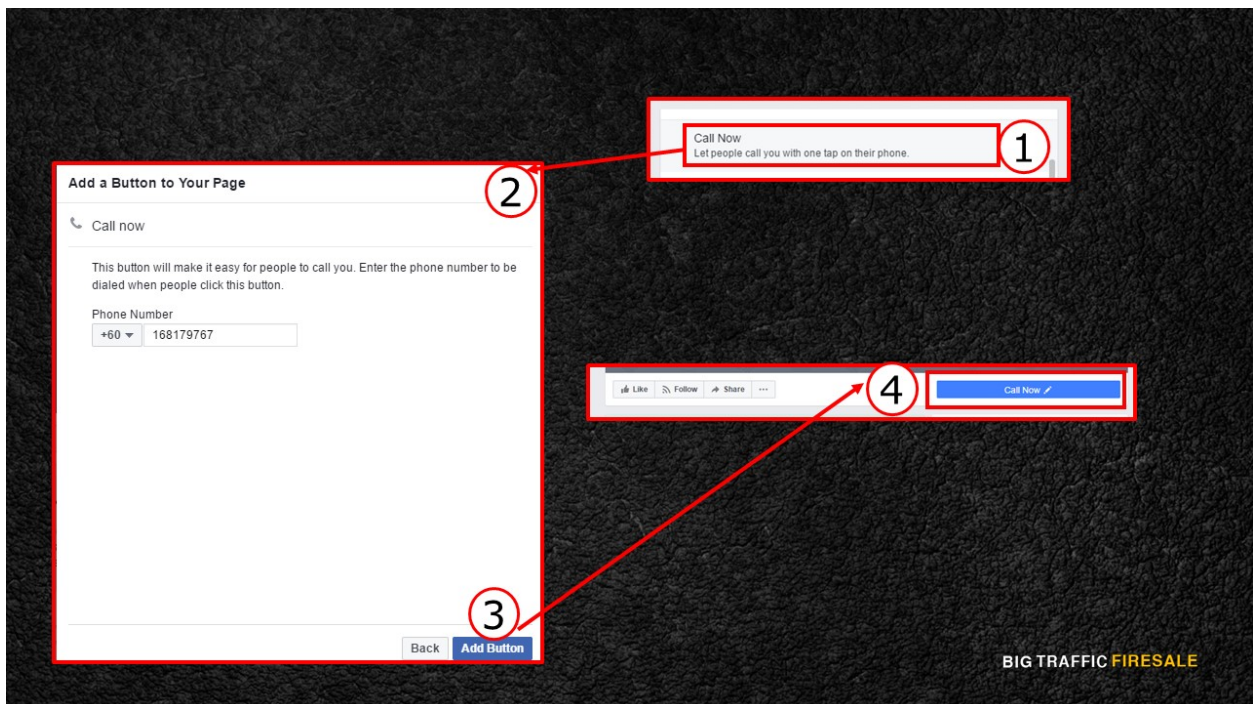 Call Now
Let people call you with one tap on their phone.
1
Add a Button to Your Page
2
Call now
This button will make it easy for people to call you. Enter the phone number to be
dialed when people click this button.
Phone Number
+60 168179767
3
Back Add Button
Like Follow Share ...
4
Call Now
BIG TRAFFIC FIRESALE